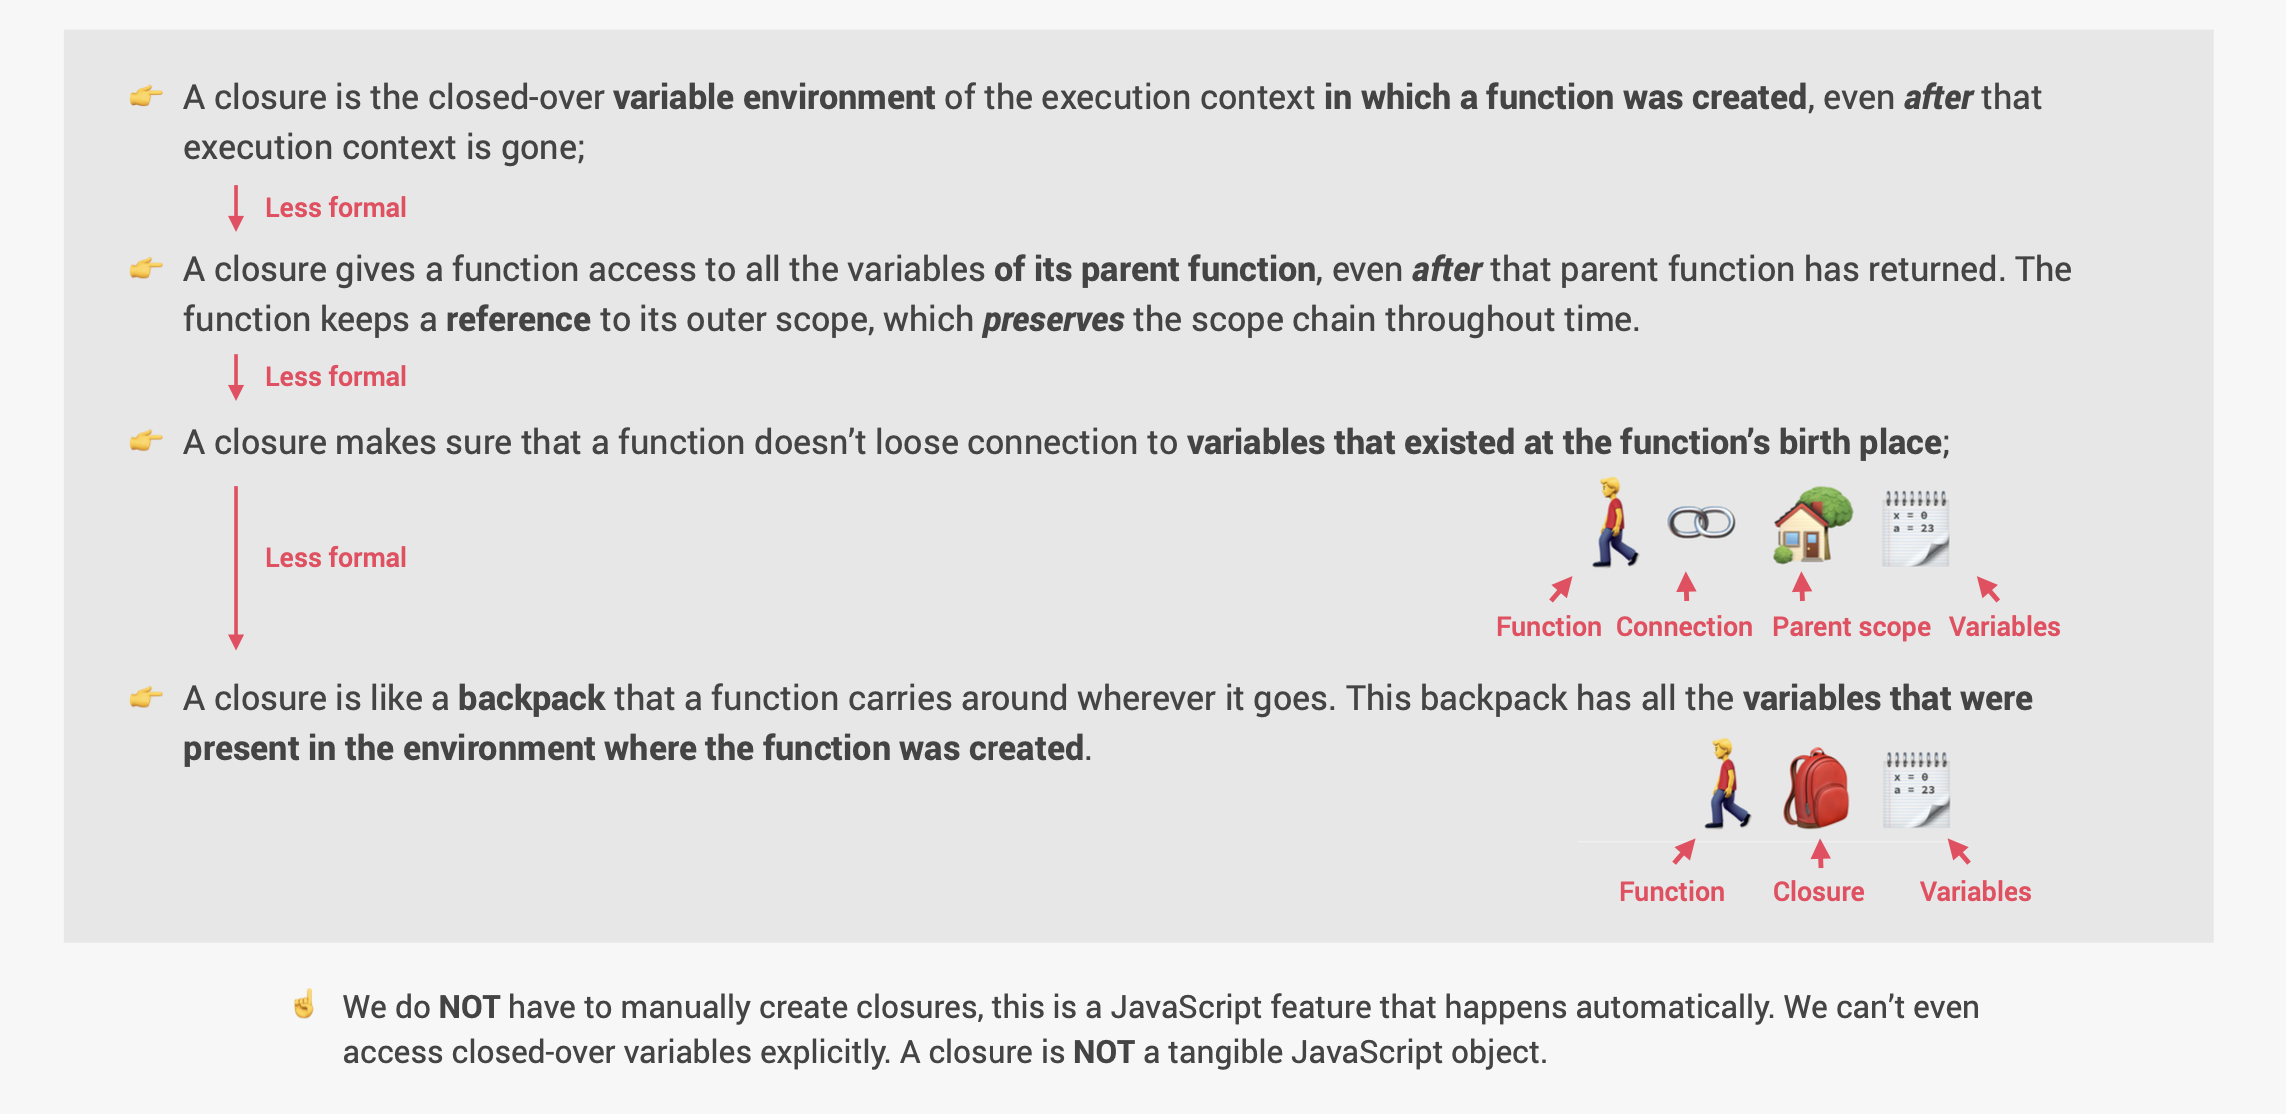 👉 A closure is the closed-over variable environment of the execution context in which a function was created, even after that
execution context is gone;
Less formal
👉 A closure gives a function access to all the variables of its parent function, even after that parent function has returned. The
function keeps a reference to its outer scope, which preserves the scope chain throughout time.
Less formal
👉 A closure makes sure that a function doesn’t loose connection to variables that existed at the function’s birth place;
x = 0
a = 23
Less formal
Function Connection Parent scope Variables
👉 A closure is like a backpack that a function carries around wherever it goes. This backpack has all the variables that were
present in the environment where the function was created.
x = 0
a = 23
Function Closure Variables
☝️ We do NOT have to manually create closures, this is a JavaScript feature that happens automatically. We can’t even
access closed-over variables explicitly. A closure is NOT a tangible JavaScript object.